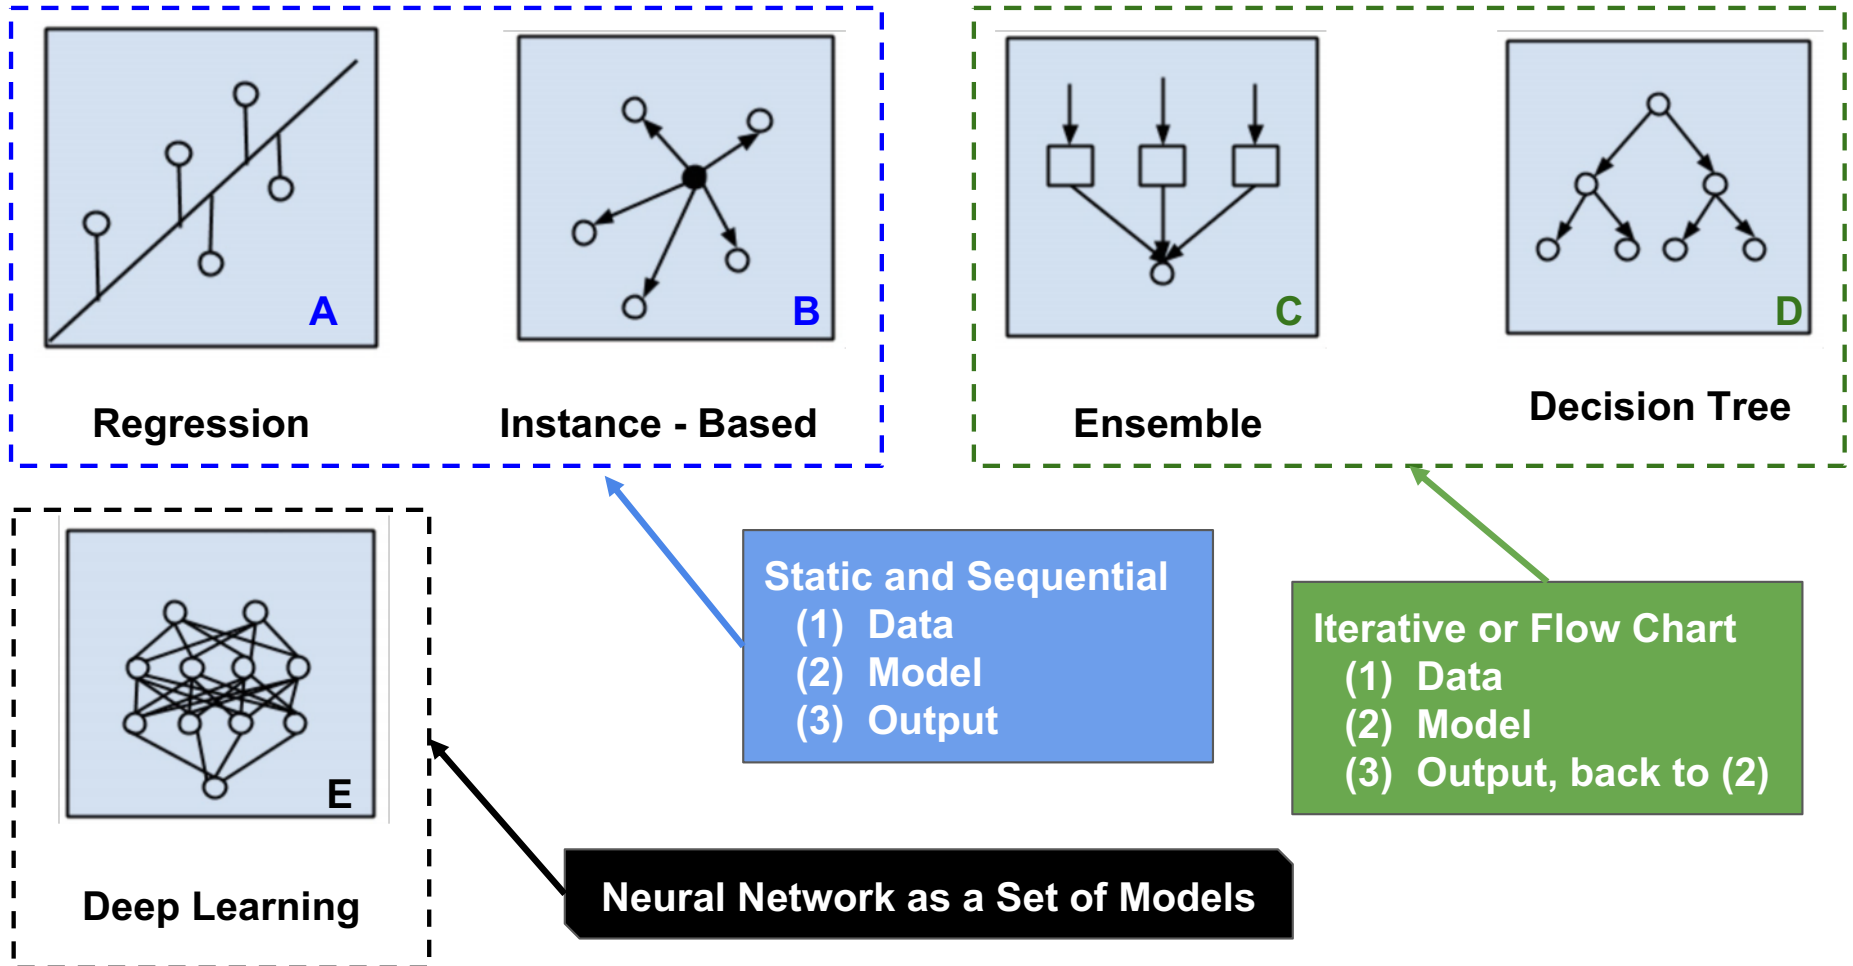 A
Regression
B
Instance - Based
C
Ensemble
D
Decision Tree
E
Deep Learning
Static and Sequential
(1) Data
(2) Model
(3) Output
Iterative or Flow Chart
(1) Data
(2) Model
(3) Output, back to (2)
Neural Network as a Set of Models